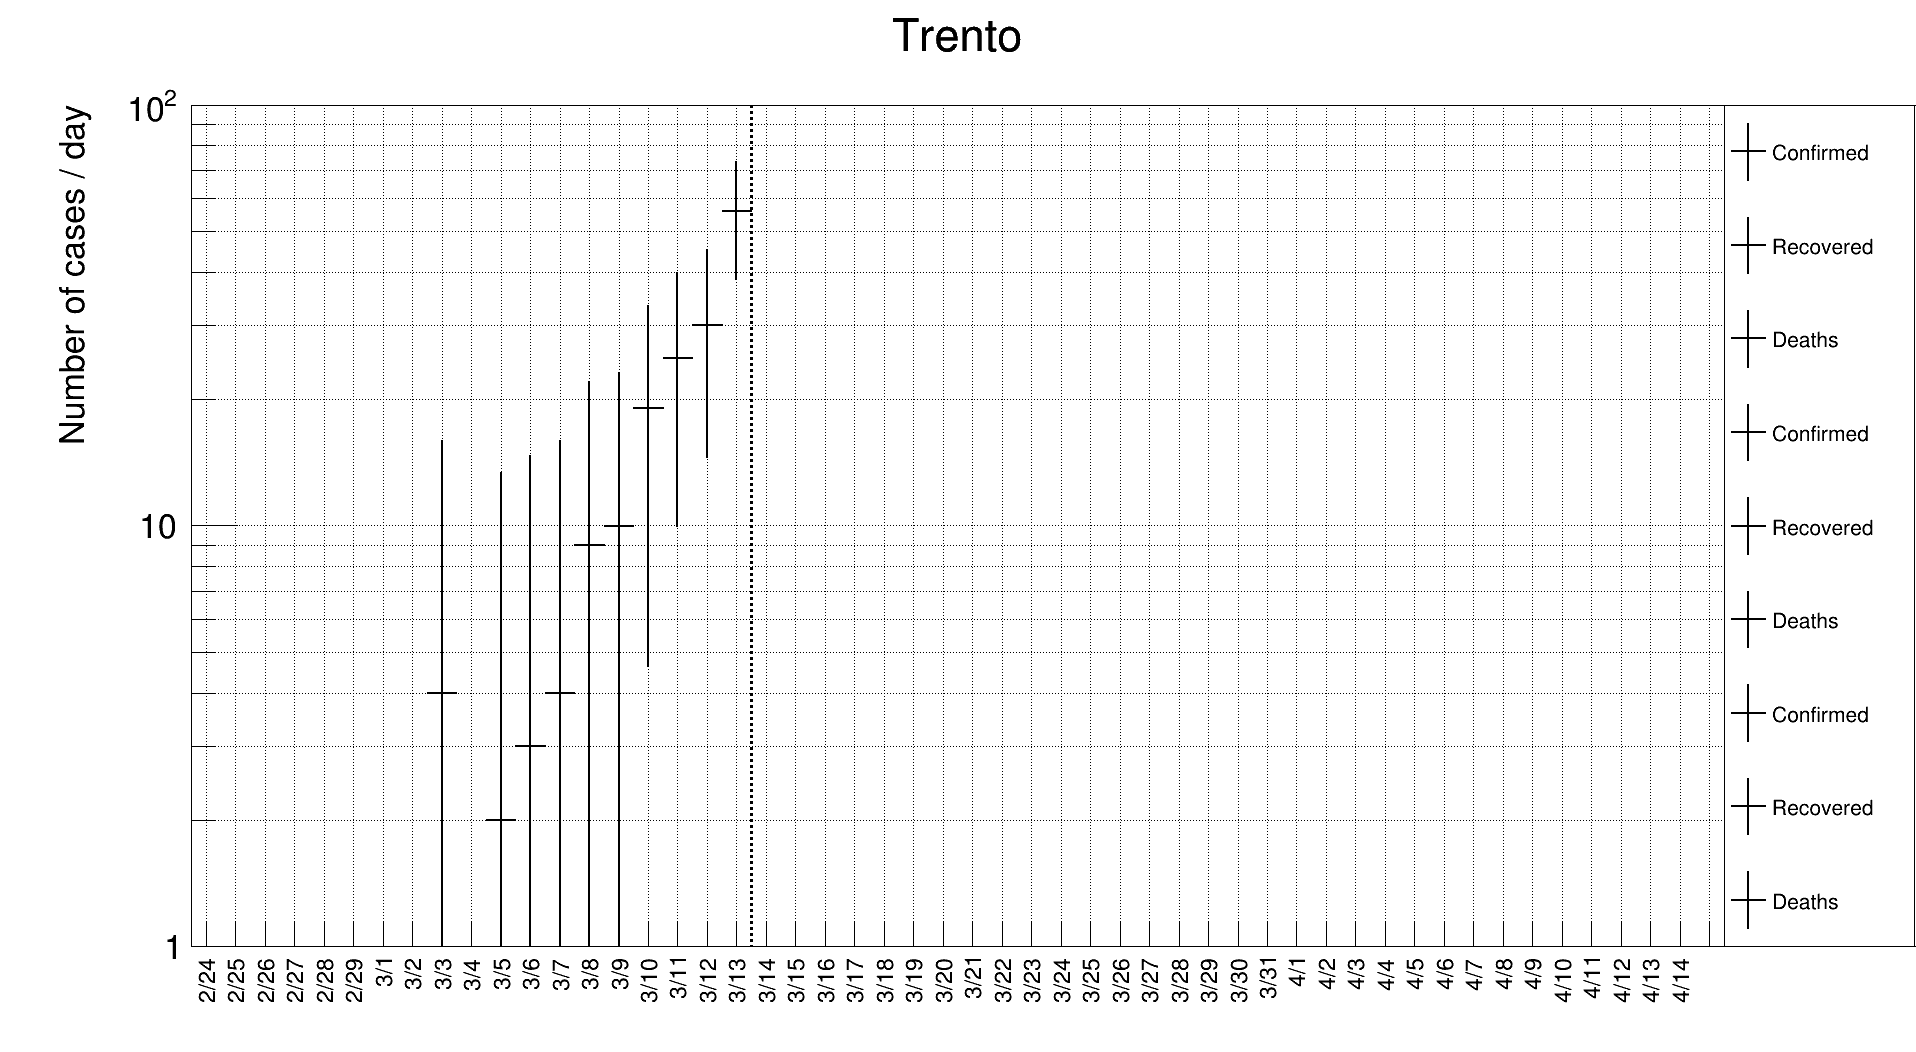 Trento
Number of cases / day
10²
10
1
2/24 2/25 2/26 2/27 2/28 2/29 3/1 3/2 3/3 3/4 3/5 3/6 3/7 3/8 3/9 3/10 3/11 3/12 3/13 3/14 3/15 3/16 3/17 3/18 3/19 3/20 3/21 3/22 3/23 3/24 3/25 3/26 3/27 3/28 3/29 3/30 3/31 4/1 4/2 4/3 4/4 4/5 4/6 4/7 4/8 4/9 4/10 4/11 4/12 4/13 4/14
Confirmed
Recovered
Deaths
Confirmed
Recovered
Deaths
Confirmed
Recovered
Deaths